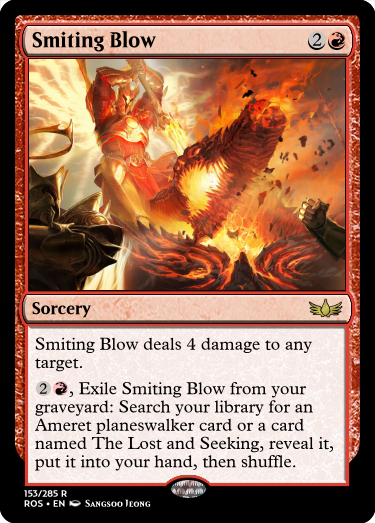 Smiting Blow 2
Sorcery
Smiting Blow deals 4 damage to any
target.
2, Exile Smiting Blow from your
graveyard: Search your library for an
Ameret planeswalker card or a card
named The Lost and Seeking, reveal it,
put it into your hand, then shuffle.
153/285 R
ROS • EN Sangsoo Jeong